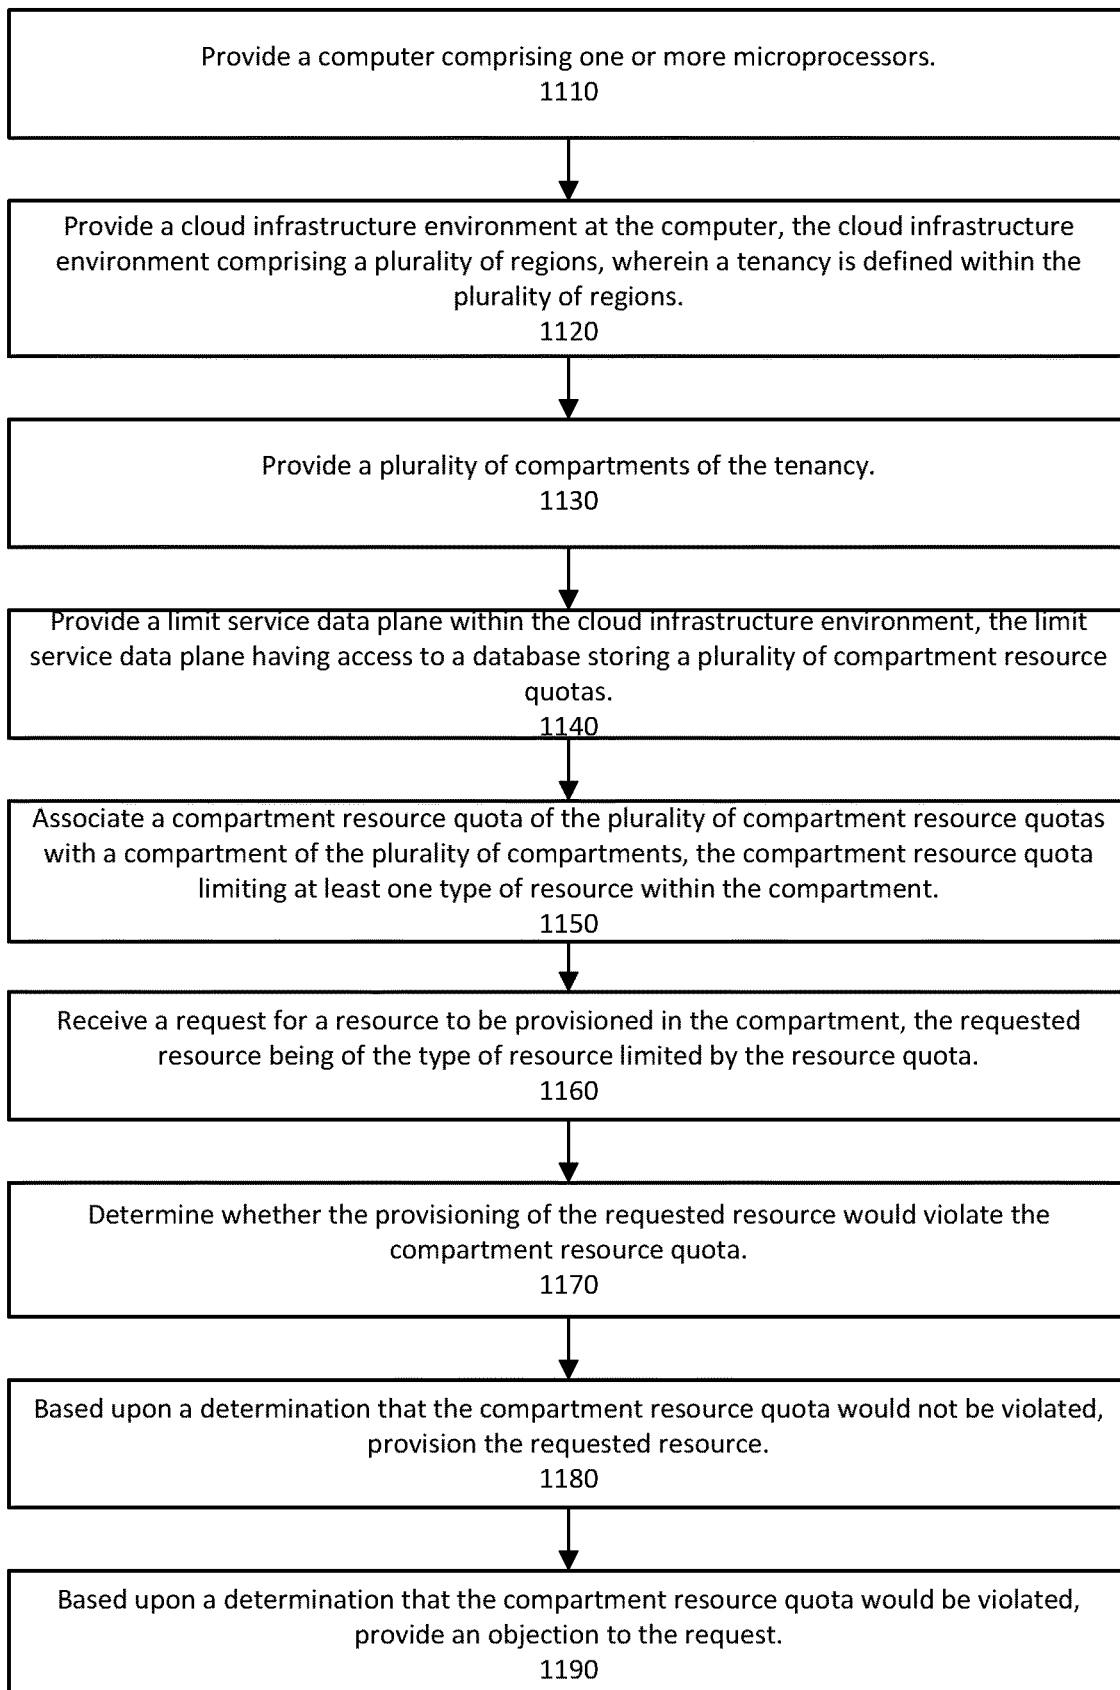 Provide a computer comprising one or more microprocessors.
1110
Provide a cloud infrastructure environment at the computer, the cloud infrastructure
environment comprising a plurality of regions, wherein a tenancy is defined within the
plurality of regions.
1120
Provide a plurality of compartments of the tenancy.
1130
Provide a limit service data plane within the cloud infrastructure environment, the limit
service data plane having access to a database storing a plurality of compartment resource
quotas.
1140
Associate a compartment resource quota of the plurality of compartment resource quotas
with a compartment of the plurality of compartments, the compartment resource quota
limiting at least one type of resource within the compartment.
1150
Receive a request for a resource to be provisioned in the compartment, the requested
resource being of the type of resource limited by the resource quota.
1160
Determine whether the provisioning of the requested resource would violate the
compartment resource quota.
1170
Based upon a determination that the compartment resource quota would not be violated,
provision the requested resource.
1180
Based upon a determination that the compartment resource quota would be violated,
provide an objection to the request.
1190